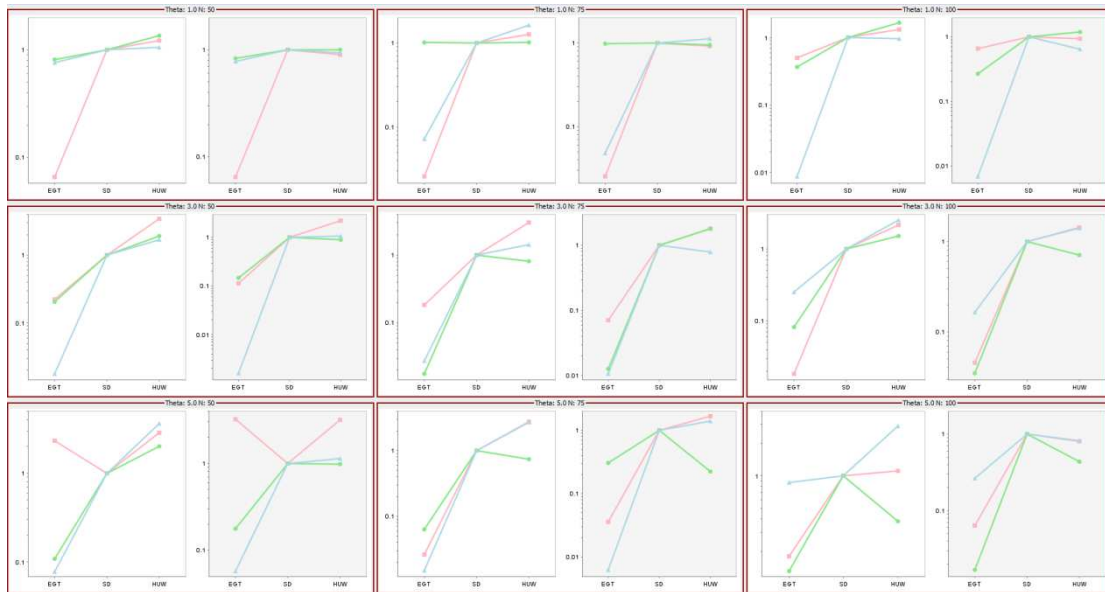 Theta: 1.0 N: 50
1
0.1
EGT SD HUW
1
0.1
EGT SD HUW
Theta: 1.0 N: 75
1
0.1
EGT SD HUW
1
0.1
EGT SD HUW
Theta: 1.0 N: 100
1
0.1
0.01
EGT SD HUW
1
0.1
0.01
EGT SD HUW
Theta: 3.0 N: 50
1
0.1
EGT SD HUW
1
0.1
0.01
EGT SD HUW
Theta: 3.0 N: 75
1
0.1
EGT SD HUW
1
0.1
0.01
EGT SD HUW
Theta: 3.0 N: 100
1
0.1
EGT SD HUW
1
0.1
EGT SD HUW
Theta: 5.0 N: 50
1
0.1
EGT SD HUW
1
0.1
EGT SD HUW
Theta: 5.0 N: 75
1
0.1
EGT SD HUW
1
0.1
0.01
EGT SD HUW
Theta: 5.0 N: 100
1
EGT SD HUW
1
0.1
EGT SD HUW